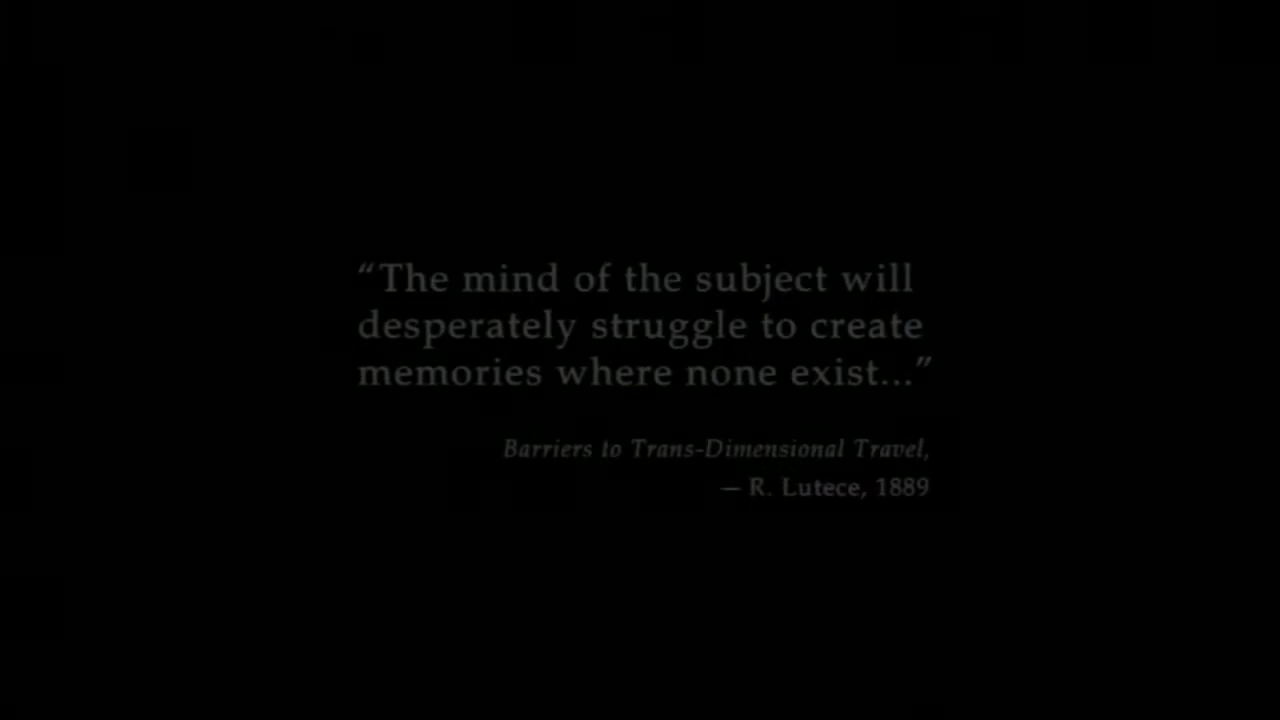 “The mind of the subject will
desperately struggle to create
memories where none exist...”
Barriers to Trans-Dimensional Travel,
— R. Lutece, 1889